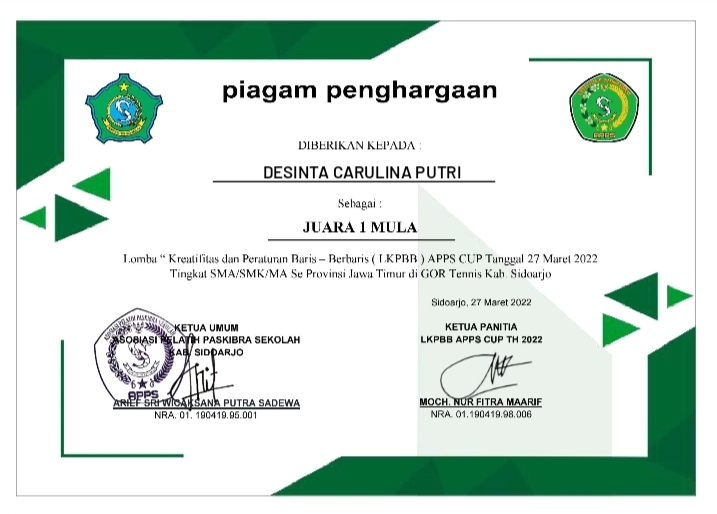 piagam penghargaan
DIBERIKAN KEPADA :
DESINTA CARULINA PUTRI
Sebagai :
JUARA 1 MULA
Lomba “ Kreatifitas dan Peraturan Baris – Berbaris ( LKPBB ) APPS CUP Tanggal 27 Maret 2022
Tingkat SMA/SMK/MA Se Provinsi Jawa Timur di GOR Tennis Kab. Sidoarjo
Sidoarjo, 27 Maret 2022
KETUA UMUM
ASOSIASI PELATIH PASKIBRA SEKOLAH
KAB. SIDOARJO
ARIEF SRI WICAKSANA PUTRA SADEWA
NRA. 01. 190419.95.001
KETUA PANITIA
LKPBB APPS CUP TH 2022
MOCH. NUR FITRA MAARIF
NRA. 01.190419.98.006
APPS
APPS